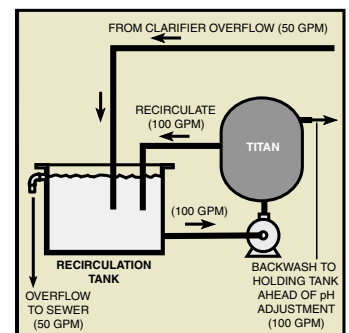 FROM CLARIFIER OVERFLOW (50 GPM)
RECIRCULATE
(100 GPM)
TITAN
(100 GPM)
RECIRCULATION
TANK
OVERFLOW
TO SEWER
(50 GPM)
BACKWASH TO
HOLDING TANK
AHEAD OF pH
ADJUSTMENT
(100 GPM)